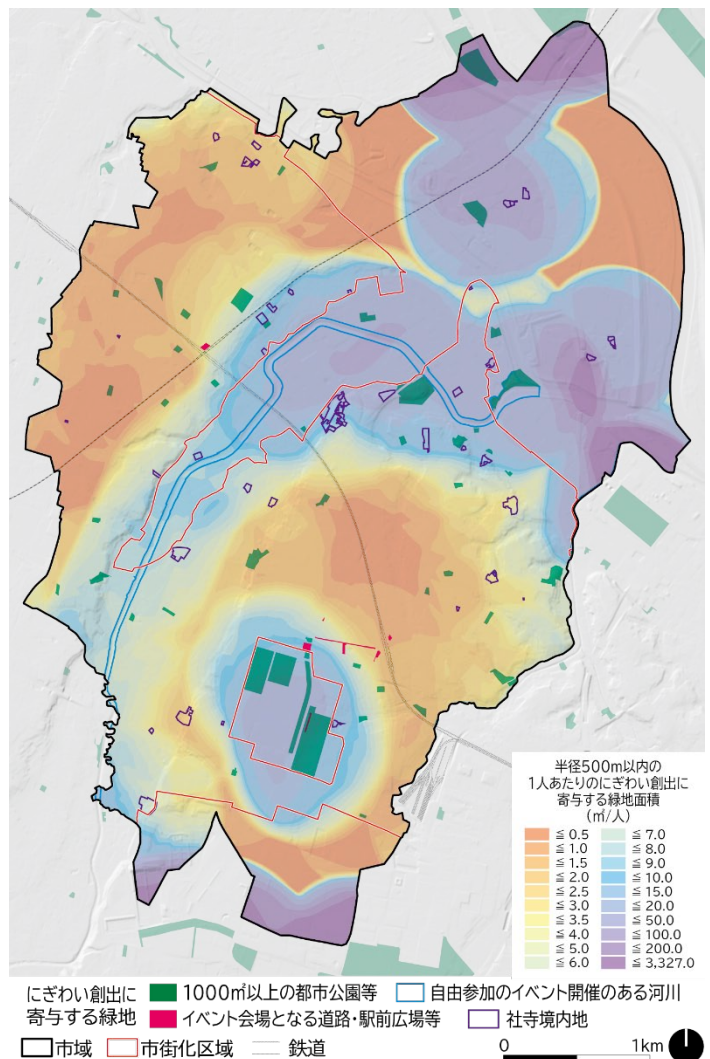 半径500m以内の
1人あたりのにぎわい創出に
寄与する緑地面積
(㎡/人)
≦ 0.5
≦ 1.0
≦ 1.5
≦ 2.0
≦ 2.5
≦ 3.0
≦ 3.5
≦ 4.0
≦ 5.0
≦ 6.0
≦ 7.0
≦ 8.0
≦ 9.0
≦ 10.0
≦ 15.0
≦ 20.0
≦ 50.0
≦ 100.0
≦ 200.0
≦ 3,327.0
にぎわい創出に
寄与する緑地
1000㎡以上の都市公園等 自由参加のイベント開催のある河川
イベント会場となる道路・駅前広場等 社寺境内地
市域 市街化区域 鉄道
0 1km